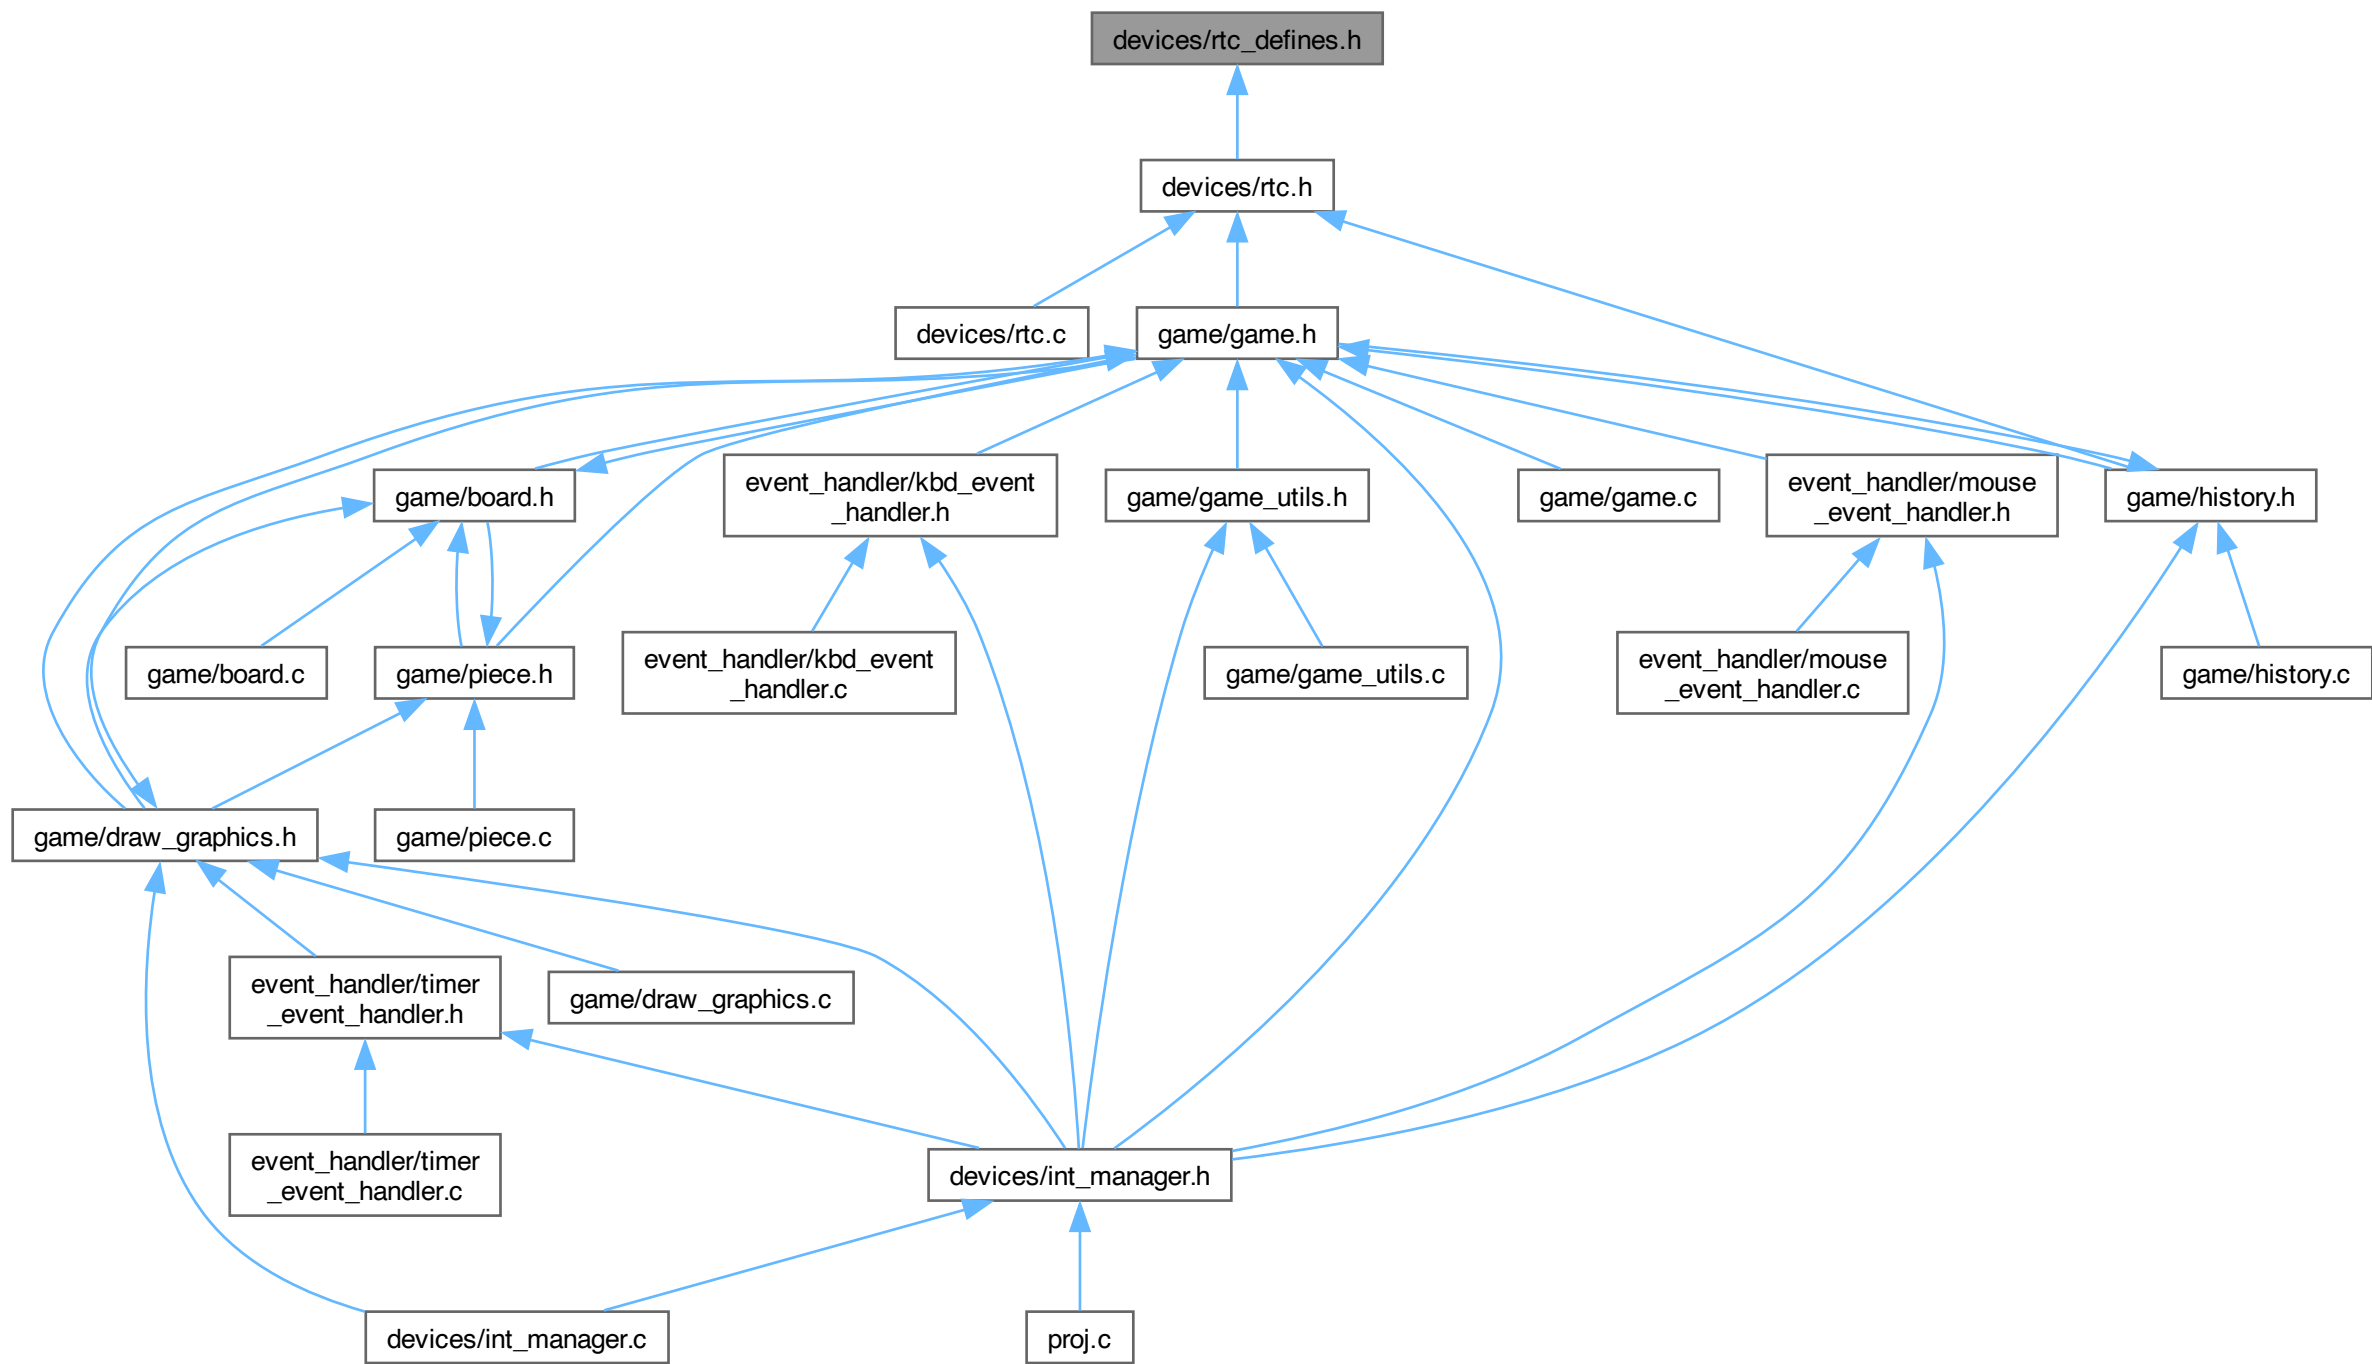 devices/rtc_defines.h
devices/rtc.h
devices/rtc.c
game/game.h
game/board.h
event_handler/kbd_event
_handler.h
game/game_utils.h
game/game.c
event_handler/mouse
_event_handler.h
game/history.h
game/board.c
game/piece.h
event_handler/kbd_event
_handler.c
game/game_utils.c
event_handler/mouse
_event_handler.c
game/history.c
game/draw_graphics.h
game/piece.c
event_handler/timer
_event_handler.h
game/draw_graphics.c
event_handler/timer
_event_handler.c
devices/int_manager.h
devices/int_manager.c
proj.c